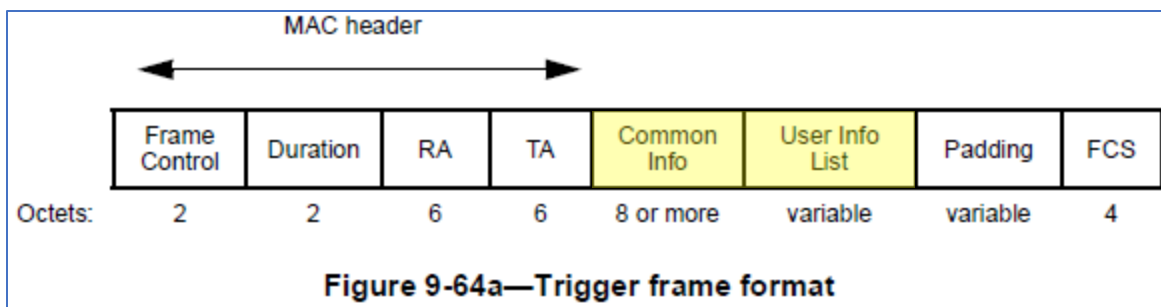 MAC header
Frame Control Duration RA TA Common Info User Info List Padding FCS
Octets: 2 2 6 6 8 or more variable variable 4
Figure 9-64a—Trigger frame format